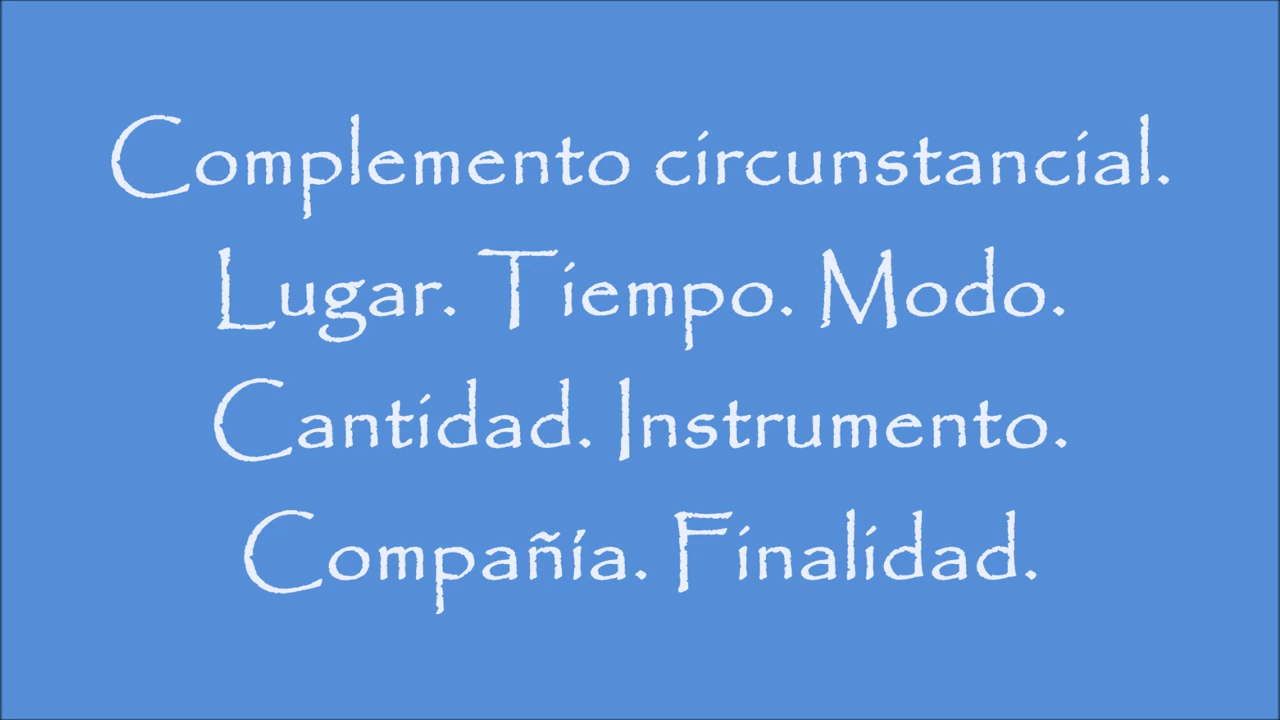 Complemento circunstancial.
Lugar. Tiempo. Modo.
Cantidad. Instrumento.
Compañía. Finalidad.